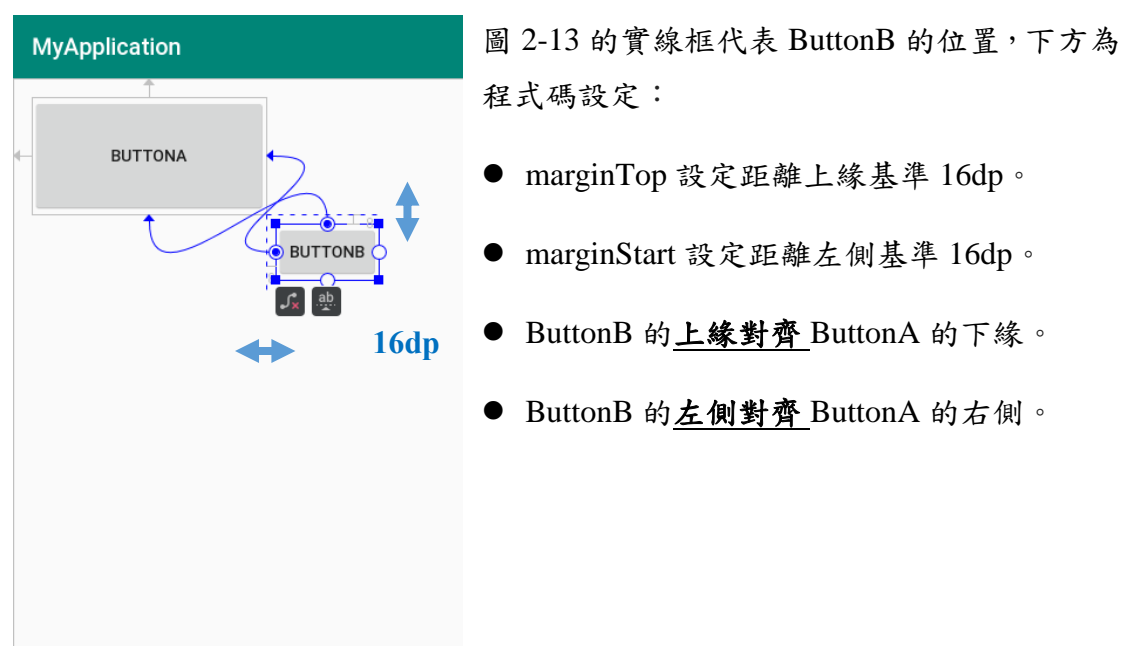 MyApplication
BUTTONA
BUTTONB
ab
16dp
圖 2-13 的實線框代表 ButtonB 的位置，下方為
程式碼設定：
● marginTop 設定距離上緣基準 16dp。
● marginStart 設定距離左側基準 16dp。
● ButtonB 的上緣對齊 ButtonA 的下緣。
● ButtonB 的左側對齊 ButtonA 的右側。